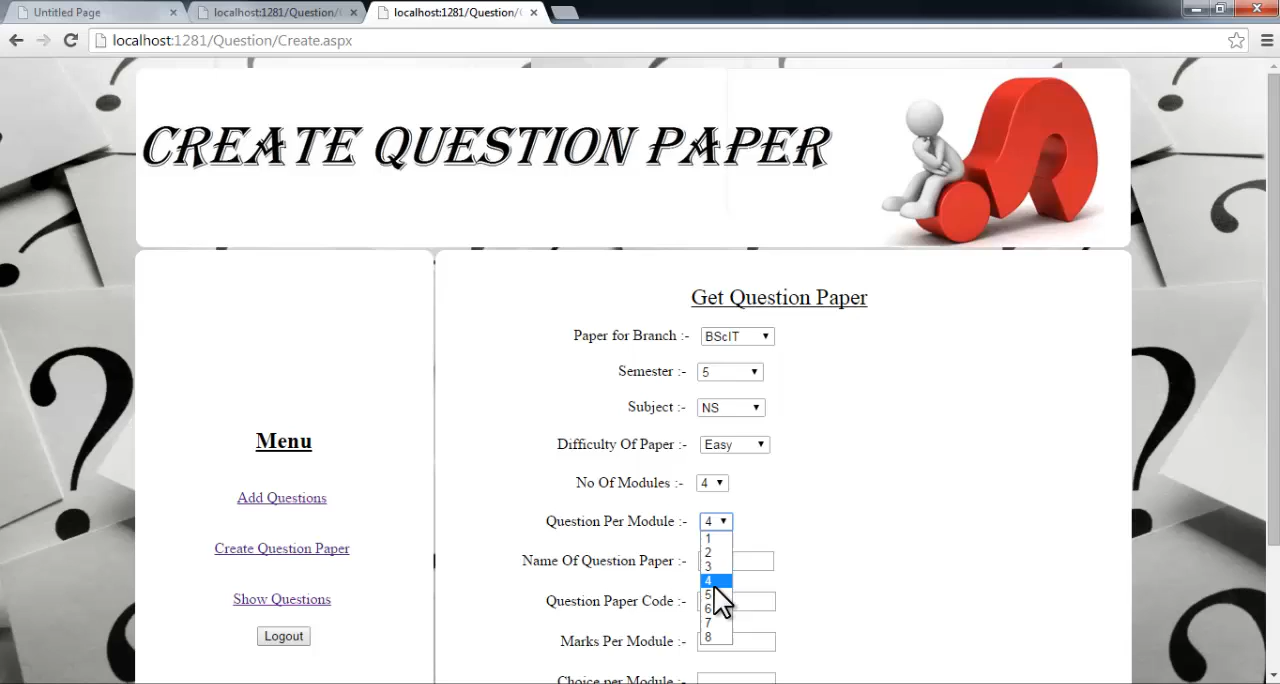 Untitled Page
localhost:1281/Question/
localhost:1281/Question/
localhost:1281/Question/Create.aspx
CREATE QUESTION PAPER
Menu
Add Questions
Create Question Paper
Show Questions
Logout
Get Question Paper
Paper for Branch :- BScIT
Semester :- 5
Subject :- NS
Difficulty Of Paper :- Easy
No Of Modules :- 4
Question Per Module :- 4
1
2
3
4
5
6
7
8
Name Of Question Paper :-
Question Paper Code :-
Marks Per Module :-
Choice per Module :-